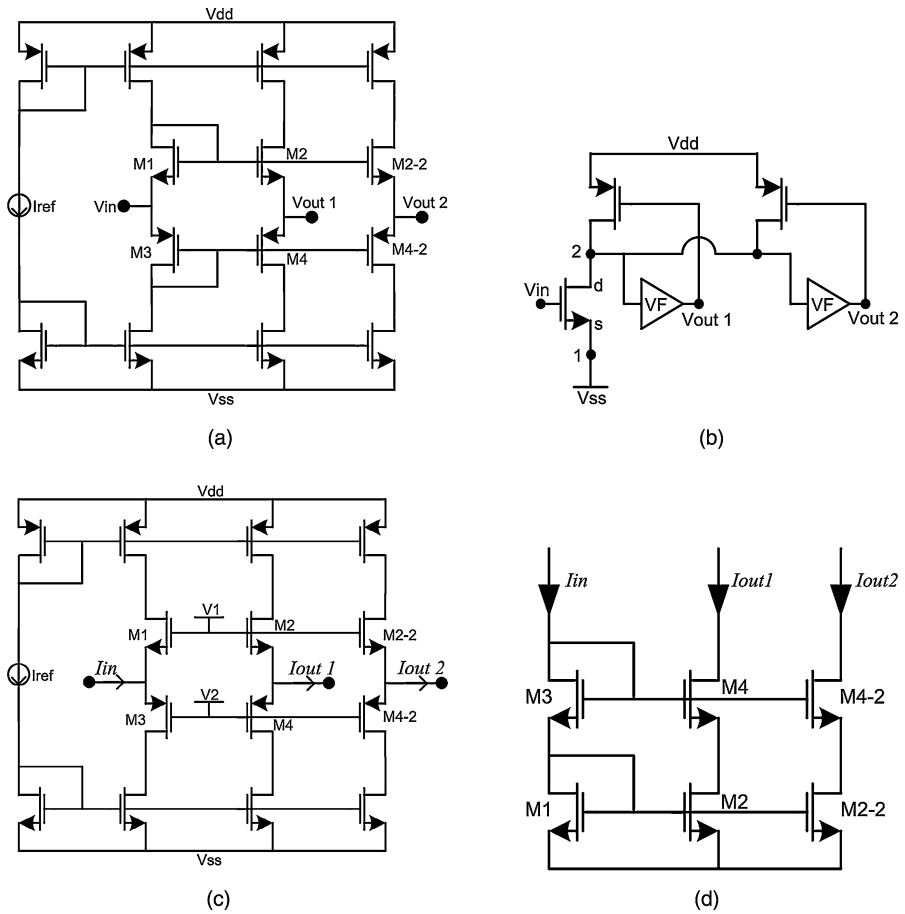 Vdd
M1
M2
M2-2
Iref
Vin
Vout 1
Vout 2
M3
M4
M4-2
Vss
(a)
Vdd
2
d
Vin
VF
Vout 1
VF
Vout 2
s
1
Vss
(b)
Vdd
V1
M1
M2
M2-2
Iref
Iin
Iout 1
Iout 2
V2
M3
M4
M4-2
Vss
(c)
Iin
Iout1
Iout2
M3
M4
M4-2
M1
M2
M2-2
(d)